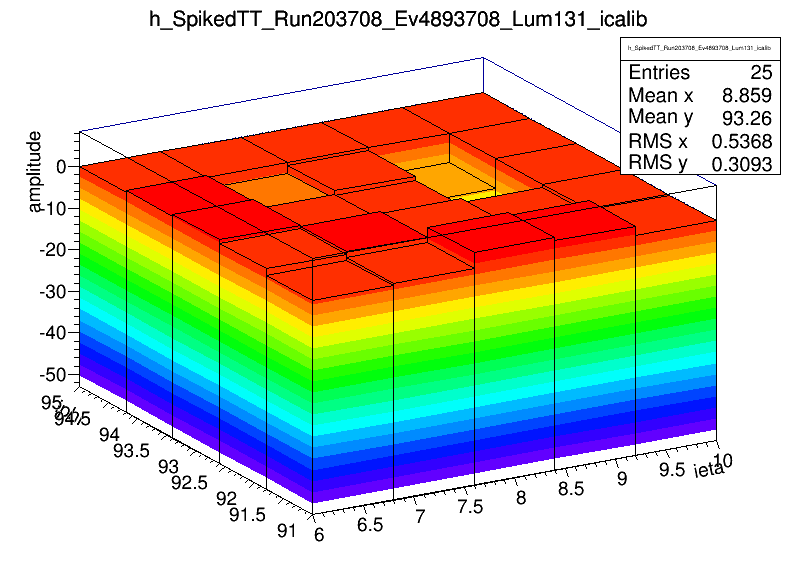 h_SpikedTT_Run203708_Ev4893708_Lum131_icalib
h_SpikedTT_Run203708_Ev4893708_Lum131_icalib
Entries 25
Mean x 8.859
Mean y 93.26
RMS x 0.5368
RMS y 0.3093
amplitude
0
-10
-20
-30
-40
-50
95
94.5
94
93.5
93
92.5
92
91.5
91
6
6.5
7
7.5
8
8.5
9
9.5
10
ieta